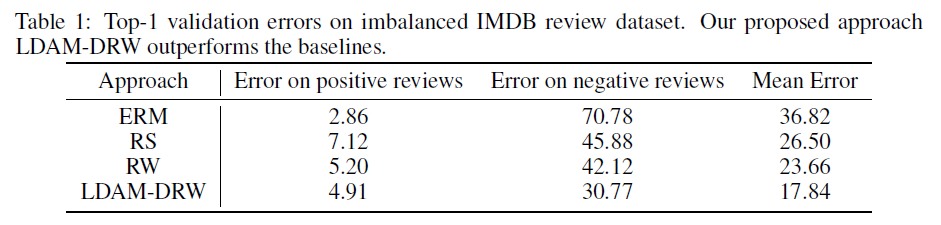 Table 1: Top-1 validation errors on imbalanced IMDB review dataset. Our proposed approach
LDAM-DRW outperforms the baselines.
Approach Error on positive reviews Error on negative reviews Mean Error
ERM 2.86 70.78 36.82
RS 7.12 45.88 26.50
RW 5.20 42.12 23.66
LDAM-DRW 4.91 30.77 17.84